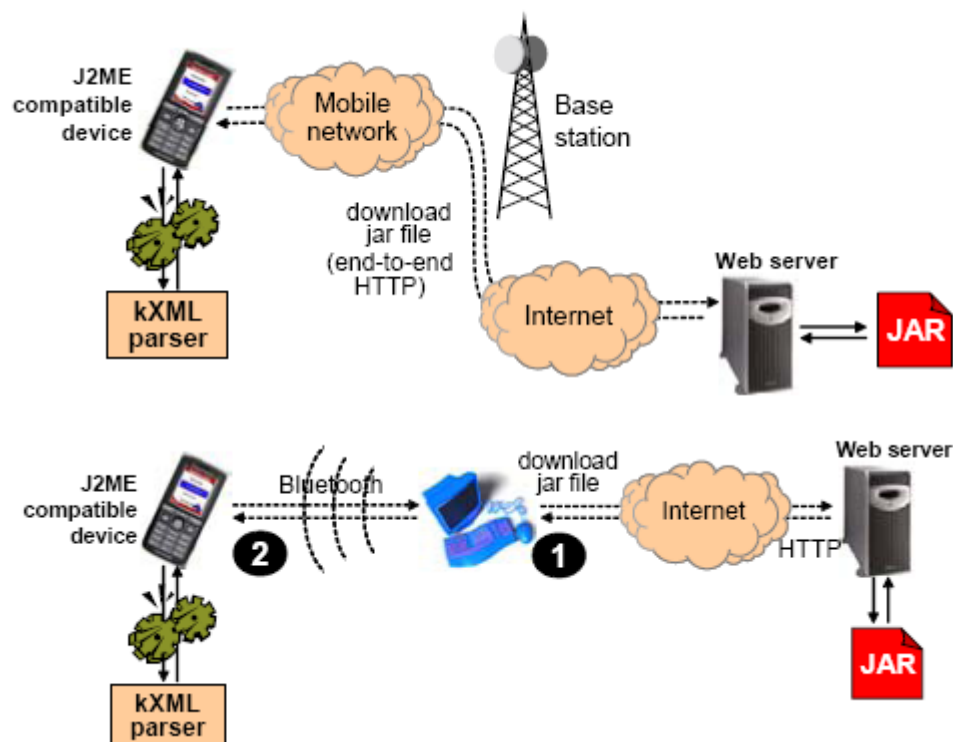 J2ME
compatible
device
Mobile
network
Base
station
download
jar file
(end-to-end
HTTP)
Internet
Web server
JAR
kXML
parser
J2ME
compatible
device
Bluetooth
2
download
jar file
1
Internet
HTTP
Web server
JAR
kXML
parser